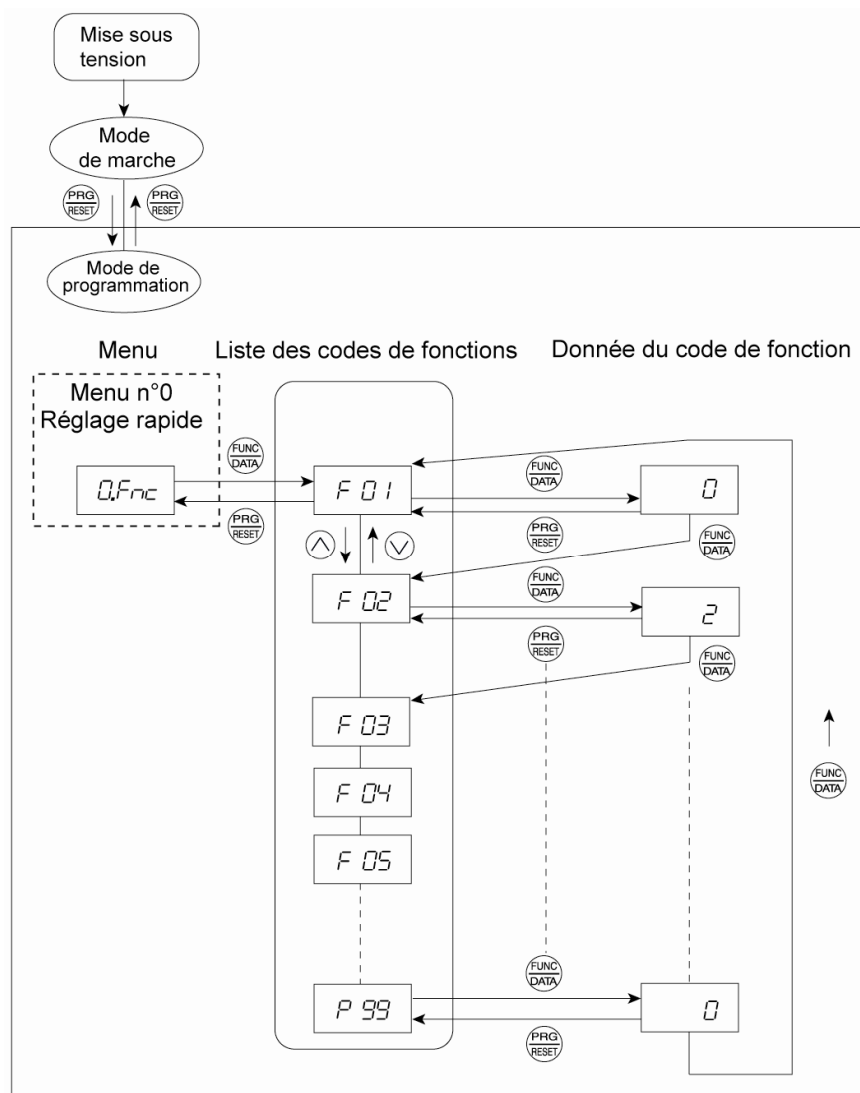 Mise sous
tension
Mode
de marche
PRG
RESET
PRG
RESET
Mode de
programmation
Menu
Liste des codes de fonctions
Donnée du code de fonction
Menu n°0
Réglage rapide
FUNC
DATA
0.Fnc
F 01
FUNC
DATA
0
PRG
RESET
PRG
RESET
FUNC
DATA
FUNC
DATA
F 02
2
PRG
RESET
FUNC
DATA
F 03
FUNC
DATA
F 04
F 05
FUNC
DATA
P 99
0
PRG
RESET